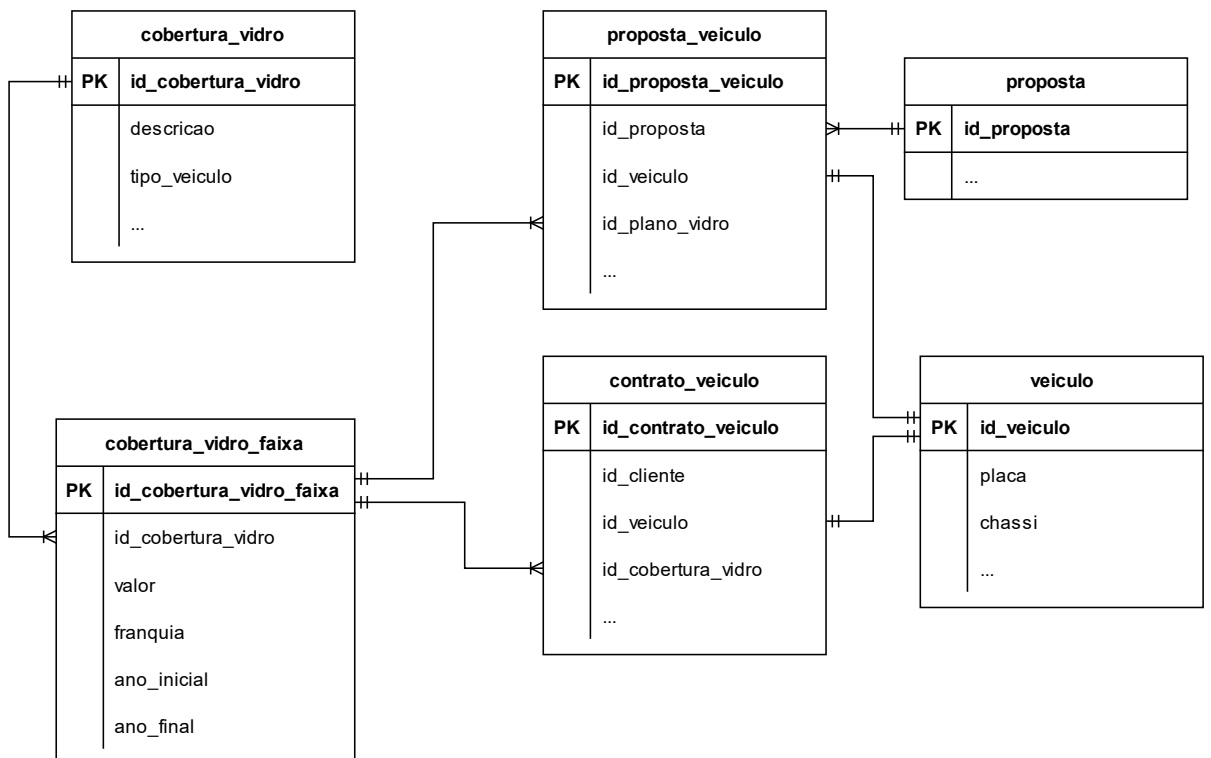 cobertura_vidro
PK id_cobertura_vidro
descricao
tipo_veiculo
...
proposta_veiculo
PK id_proposta_veiculo
id_proposta
id_veiculo
id_plano_vidro
...
proposta
PK id_proposta
...
cobertura_vidro_faixa
PK id_cobertura_vidro_faixa
id_cobertura_vidro
valor
franquia
ano_inicial
ano_final
contrato_veiculo
PK id_contrato_veiculo
id_cliente
id_veiculo
id_cobertura_vidro
...
veiculo
PK id_veiculo
placa
chassi
...